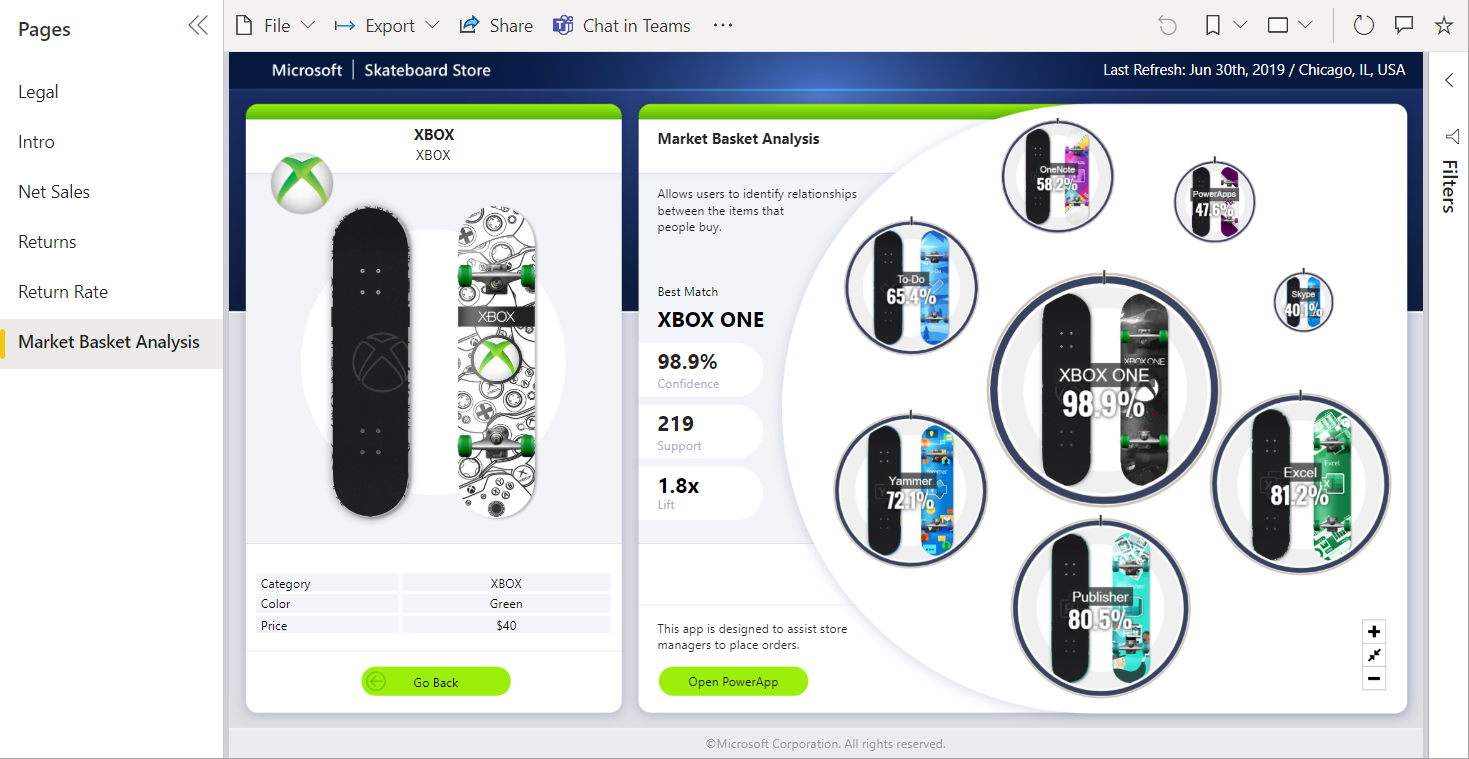 Pages
Legal
Intro
Net Sales
Returns
Return Rate
Market Basket Analysis
File
Export
Share
Chat in Teams
Microsoft | Skateboard Store
Last Refresh: Jun 30th, 2019 / Chicago, IL, USA
XBOX
XBOX
XBOX
Category XBOX
Color Green
Price $40
Go Back
Market Basket Analysis
Allows users to identify relationships
between the items that
people buy.
Best Match
XBOX ONE
98.9%
Confidence
219
Support
1.8x
Lift
This app is designed to assist store
managers to place orders.
Open PowerApp
OneNote
58.2%
PowerApps
47.6%
To-Do
65.4%
Skype
40.1%
XBOX ONE
XBOX ONE
98.9%
Yammer
72.1%
Excel
Excel
81.2%
Publisher
80.5%
Filters
©Microsoft Corporation. All rights reserved.